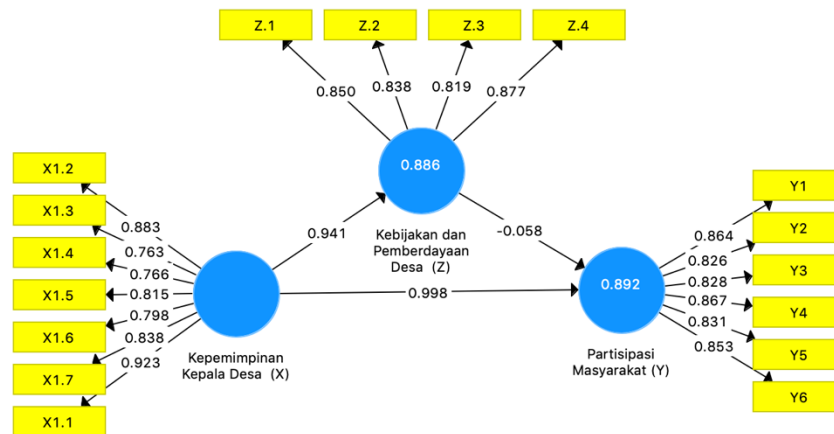 Z.1
Z.2
Z.3
Z.4
0.850
0.838
0.819
0.877
0.886
Kebijakan dan
Pemberdayaan
Desa (Z)
X1.2
X1.3
X1.4
X1.5
X1.6
X1.7
X1.1
0.883
0.763
0.766
0.815
0.798
0.838
0.923
Kepemimpinan
Kepala Desa (X)
0.941
-0.058
0.998
0.892
Partisipasi
Masyarakat (Y)
0.864
0.826
0.828
0.867
0.831
0.853
Y1
Y2
Y3
Y4
Y5
Y6